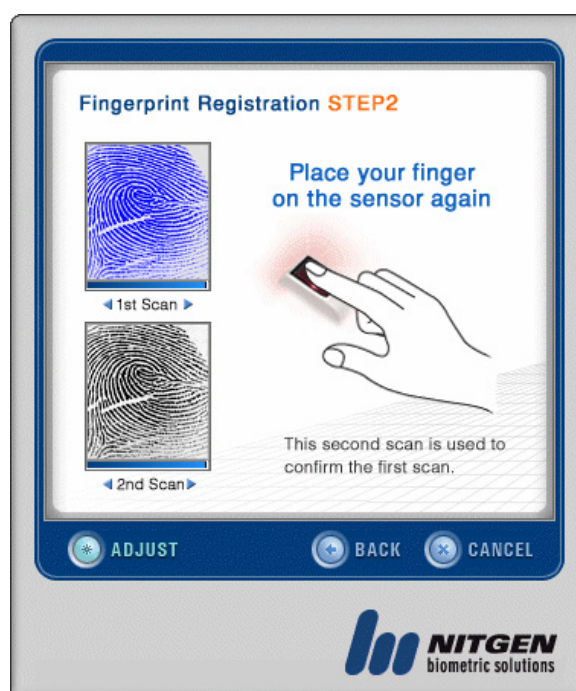 Fingerprint Registration STEP2
Place your finger
on the sensor again
1st Scan
2nd Scan
This second scan is used to
confirm the first scan.
ADJUST
BACK
CANCEL
NITGEN
biometric solutions